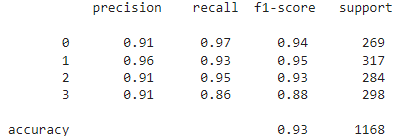 precision recall f1-score support
0 0.91 0.97 0.94 269
1 0.96 0.93 0.95 317
2 0.91 0.95 0.93 284
3 0.91 0.86 0.88 298
accuracy 0.93 1168